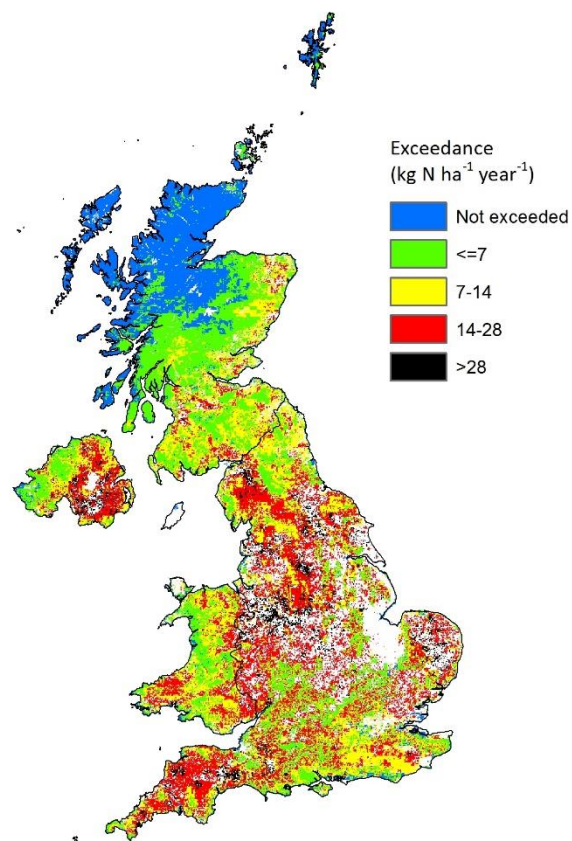 Exceedance
(kg N ha⁻¹ year⁻¹)
Not exceeded
<=7
7-14
14-28
>28